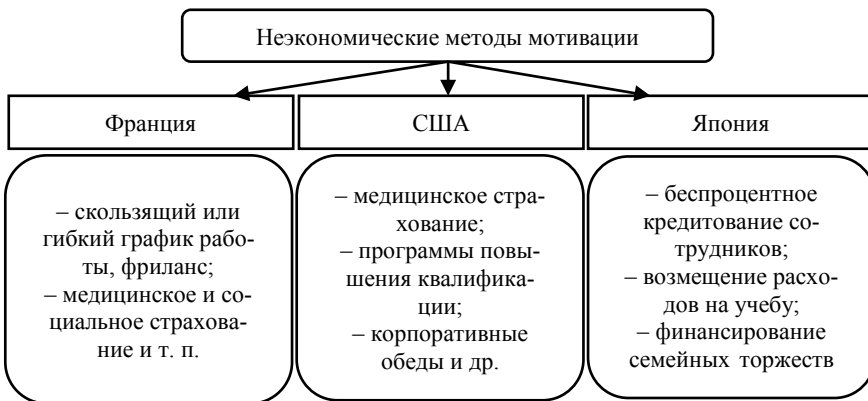 Неэкономические методы мотивации
Франция
США
Япония
– скользящий или
гибкий график рабо-
ты, фриланс;
– медицинское и со-
циальное страхова-
ние и т. п.
– медицинское стра-
хование;
– программы повы-
шения квалифика-
ции;
– корпоративные
обеды и др.
– беспроцентное
кредитование со-
трудников;
– возмещение расхо-
дов на учебу;
– финансирование
семейных торжеств